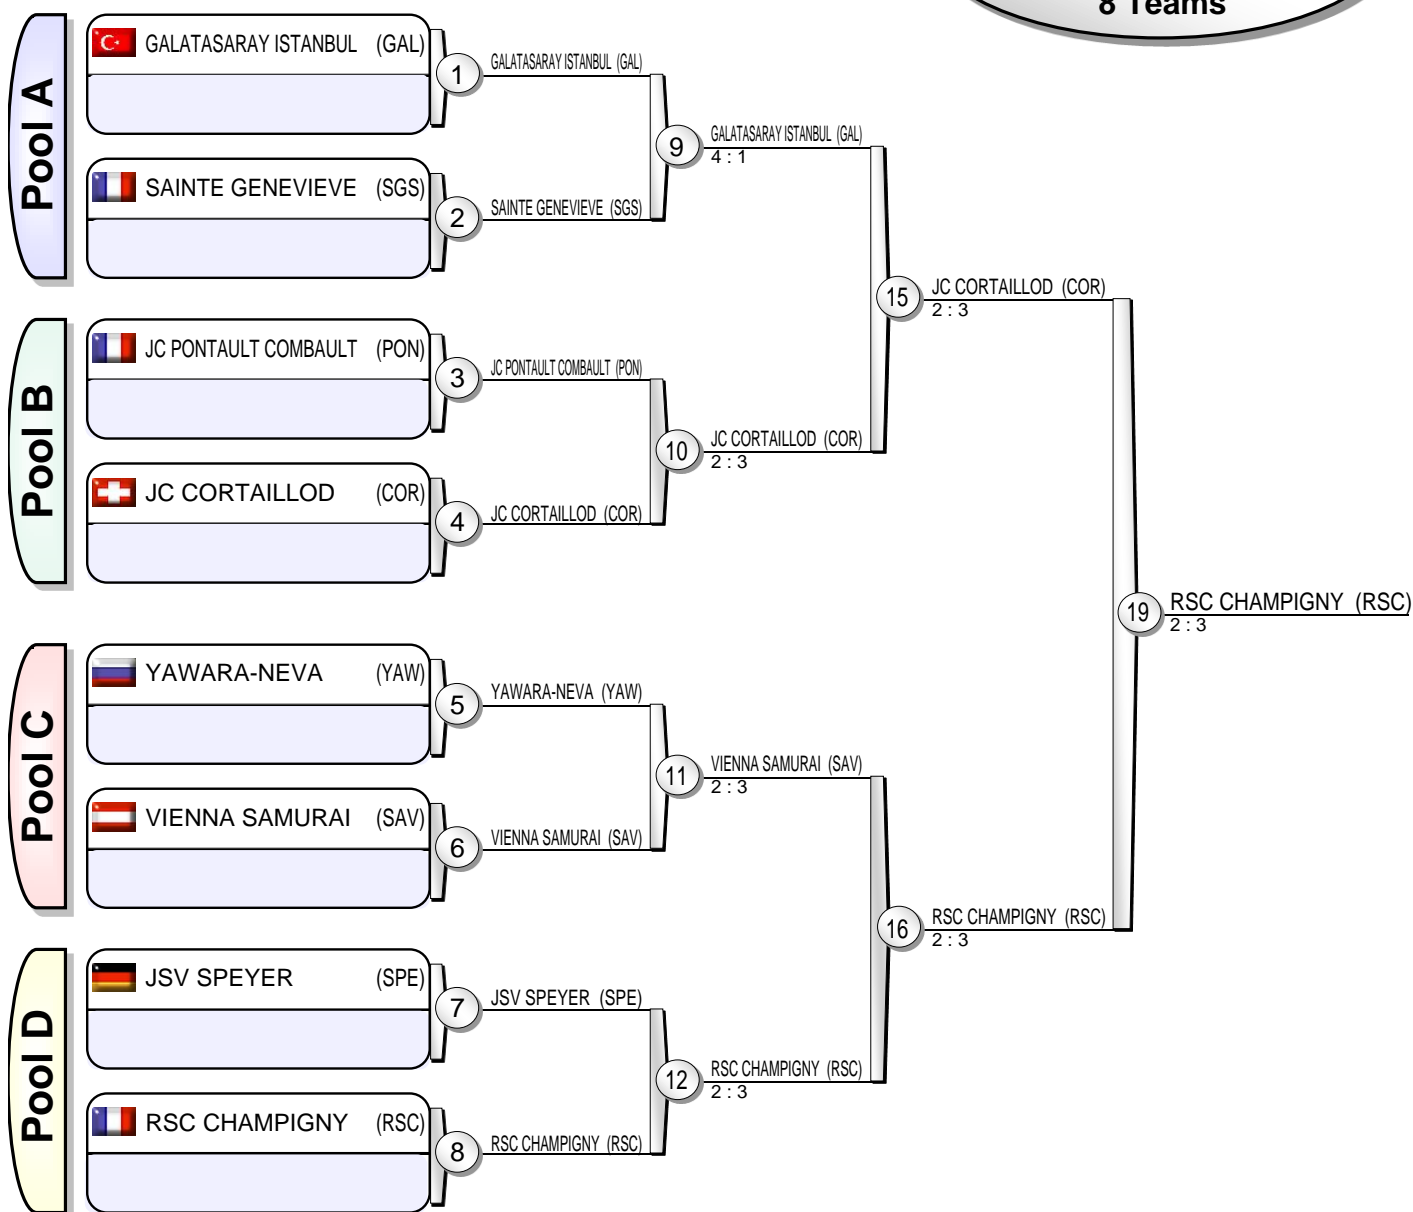 8 Teams
Pool A
GALATASARAY ISTANBUL (GAL)
1
GALATASARAY ISTANBUL (GAL)
SAINTE GENEVIEVE (SGS)
2
SAINTE GENEVIEVE (SGS)
9
GALATASARAY ISTANBUL (GAL)
4 : 1
Pool B
JC PONTAULT COMBAULT (PON)
3
JC PONTAULT COMBAULT (PON)
JC CORTAILLOD (COR)
4
JC CORTAILLOD (COR)
10
JC CORTAILLOD (COR)
2 : 3
15
JC CORTAILLOD (COR)
2 : 3
Pool C
YAWARA-NEVA (YAW)
5
YAWARA-NEVA (YAW)
VIENNA SAMURAI (SAV)
6
VIENNA SAMURAI (SAV)
11
VIENNA SAMURAI (SAV)
2 : 3
Pool D
JSV SPEYER (SPE)
7
JSV SPEYER (SPE)
RSC CHAMPIGNY (RSC)
8
RSC CHAMPIGNY (RSC)
12
RSC CHAMPIGNY (RSC)
2 : 3
16
RSC CHAMPIGNY (RSC)
2 : 3
19
RSC CHAMPIGNY (RSC)
2 : 3